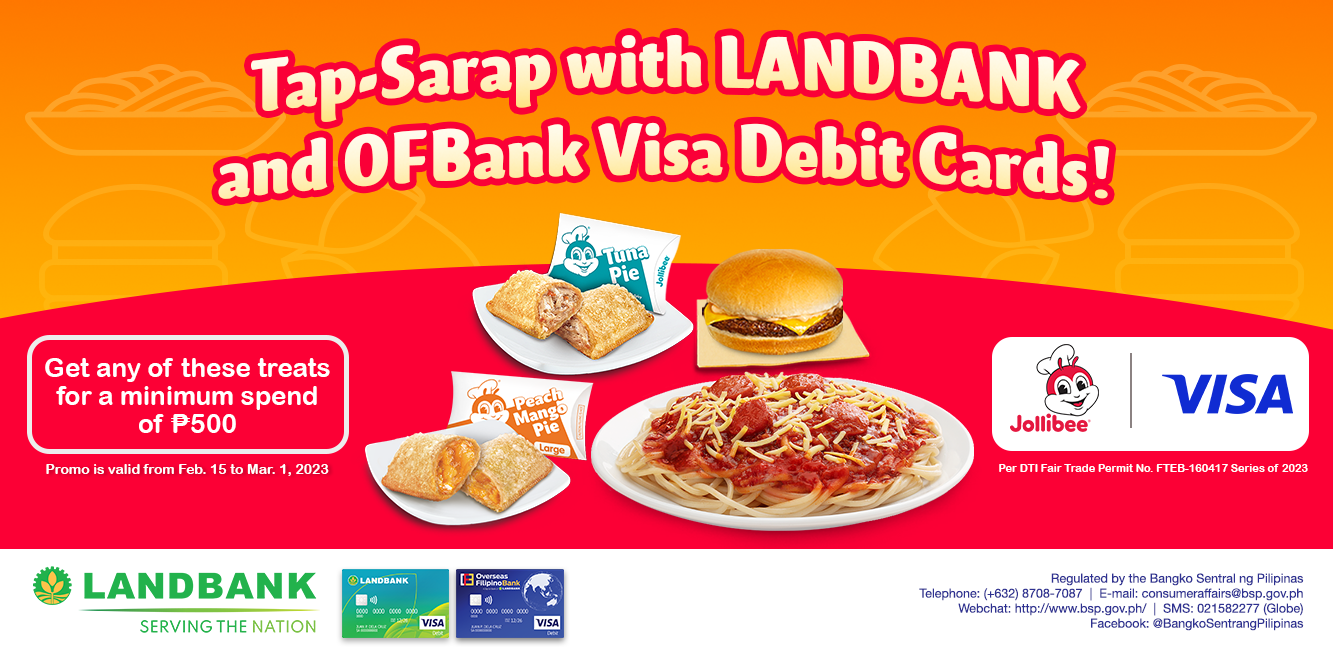 Tap-Sarap with LANDBANK
and OFBank Visa Debit Cards!
Tuna
Pie
Jollibee
Peach
Mango
Pie
Large
Get any of these treats
for a minimum spend
of ₱500
Promo is valid from Feb. 15 to Mar. 1, 2023
Jollibee
VISA
Per DTI Fair Trade Permit No. FTEB-160417 Series of 2023
LANDBANK
SERVING THE NATION
LANDBANK
0000 0000 0000 0000
12/26
JUAN P. DELA CRUZ
VISA
Debit
Overseas
FilipinoBank
0000 0000 0000 0000
12/26
JUAN P. DELA CRUZ
VISA
Debit
Regulated by the Bangko Sentral ng Pilipinas
Telephone: (+632) 8708-7087 | E-mail: consumeraffairs@bsp.gov.ph
Webchat: http://www.bsp.gov.ph/ | SMS: 021582277 (Globe)
Facebook: @BangkoSentrangPilipinas